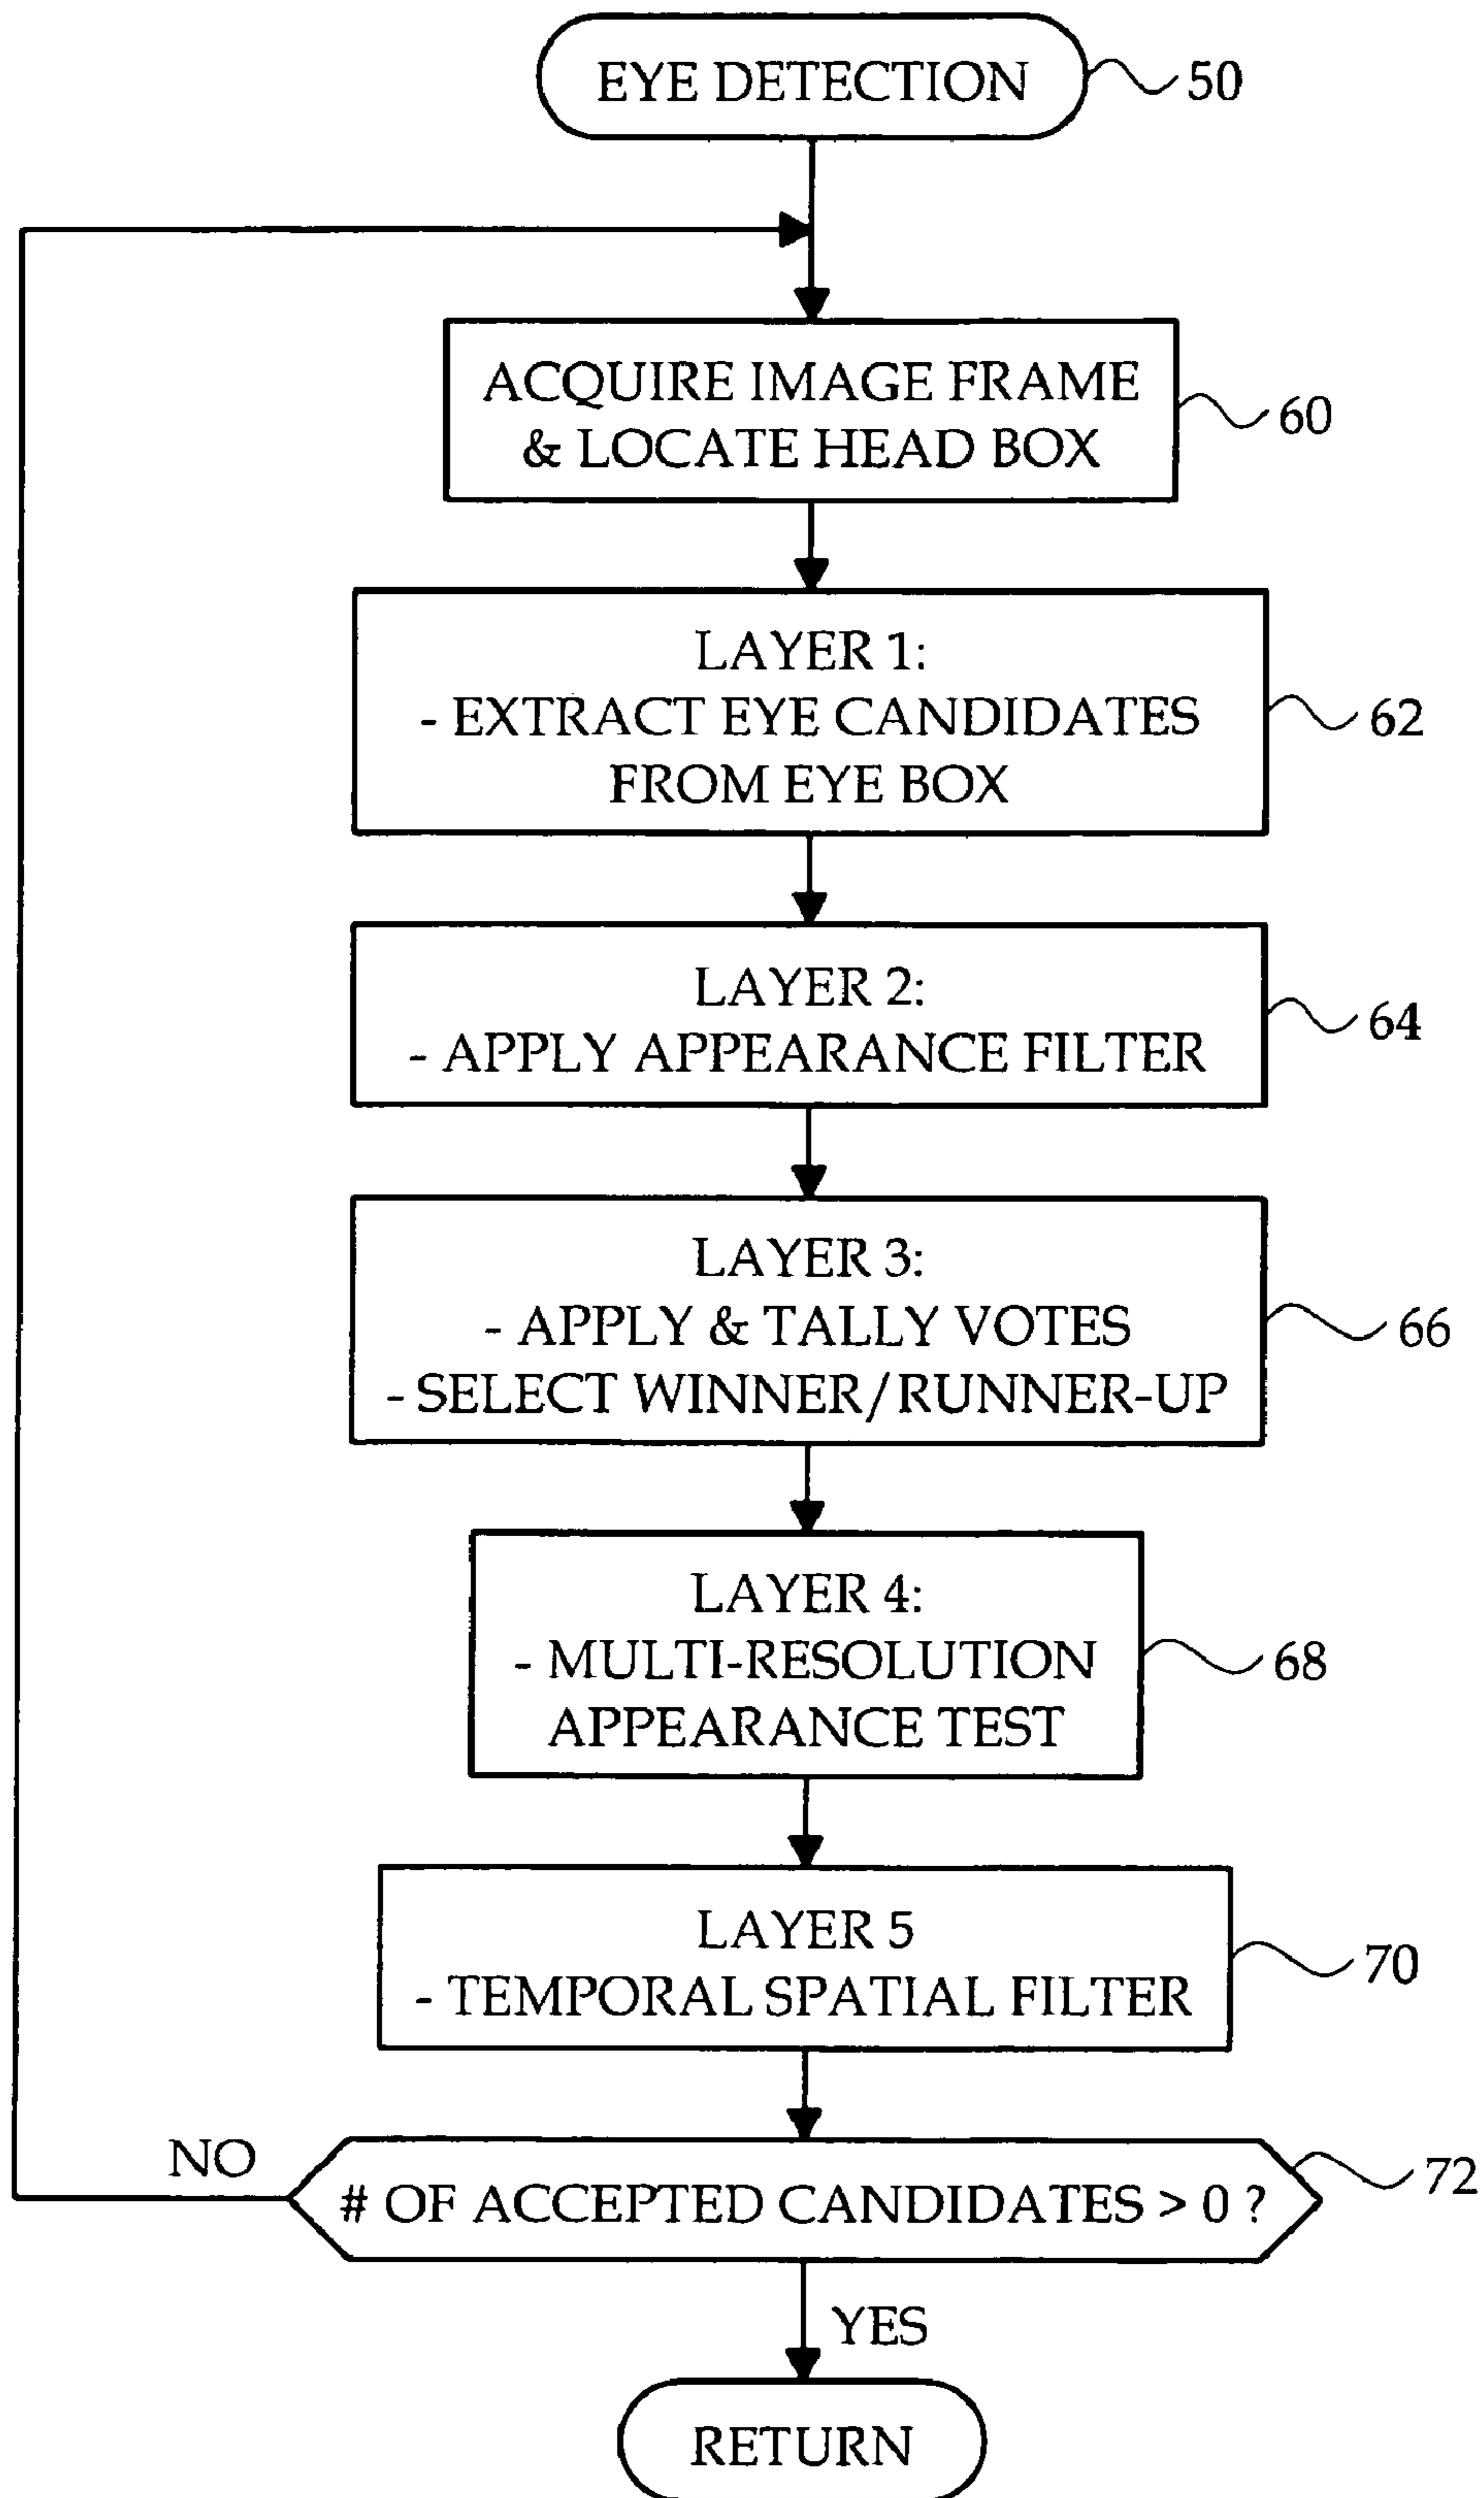 EYE DETECTION
50
ACQUIRE IMAGE FRAME
& LOCATE HEAD BOX
60
LAYER 1:
- EXTRACT EYE CANDIDATES
FROM EYE BOX
62
LAYER 2:
- APPLY APPEARANCE FILTER
64
LAYER 3:
- APPLY & TALLY VOTES
- SELECT WINNER/RUNNER-UP
66
LAYER 4:
- MULTI-RESOLUTION
APPEARANCE TEST
68
LAYER 5
- TEMPORAL SPATIAL FILTER
70
NO
# OF ACCEPTED CANDIDATES > 0 ?
72
YES
RETURN